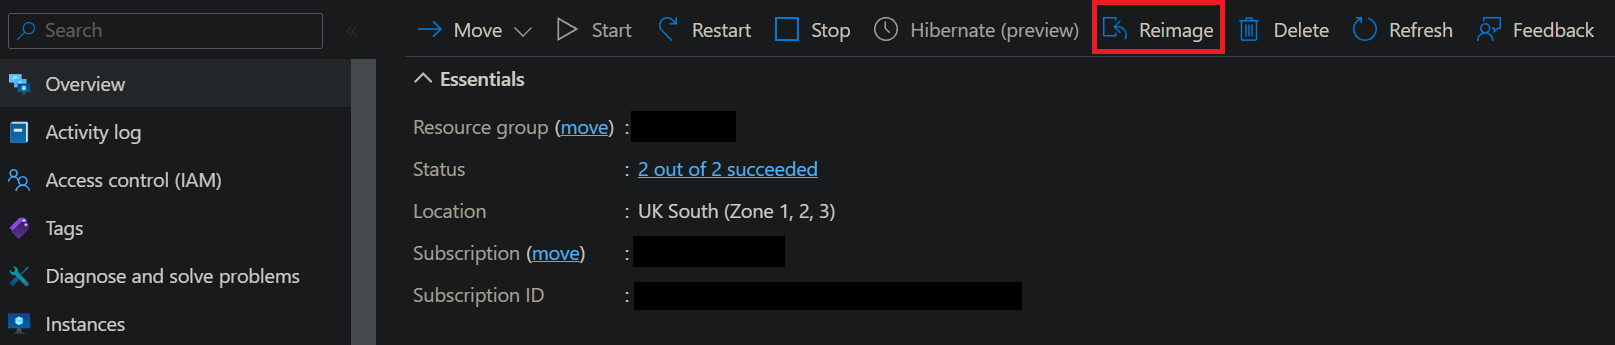 Search
Move Start Restart Stop Hibernate (preview) Reimage Delete Refresh Feedback
Overview
Activity log
Access control (IAM)
Tags
Diagnose and solve problems
Instances
Essentials
Resource group (move) :
Status : 2 out of 2 succeeded
Location : UK South (Zone 1, 2, 3)
Subscription (move) :
Subscription ID :